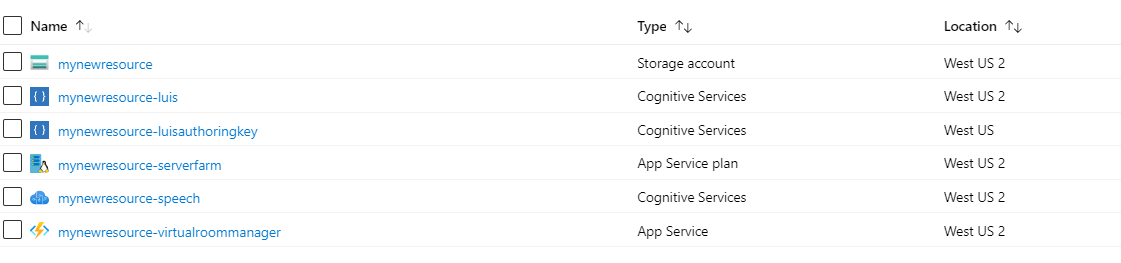 Name Type Location
mynewresource Storage account West US 2
mynewresource-luis Cognitive Services West US 2
mynewresource-luisauthoringkey Cognitive Services West US
mynewresource-serverfarm App Service plan West US 2
mynewresource-speech Cognitive Services West US 2
mynewresource-virtualroommanager App Service West US 2